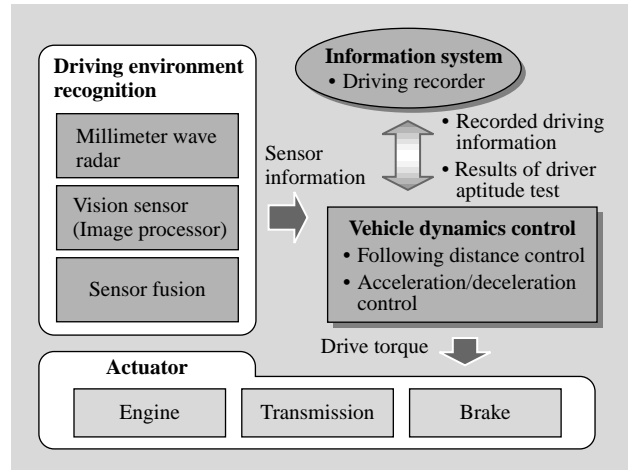 Driving environment
recognition
Millimeter wave
radar
Vision sensor
(Image processor)
Sensor fusion
Sensor
information
Information system
• Driving recorder
• Recorded driving
information
• Results of driver
aptitude test
Vehicle dynamics control
• Following distance control
• Acceleration/deceleration
control
Drive torque
Actuator
Engine
Transmission
Brake